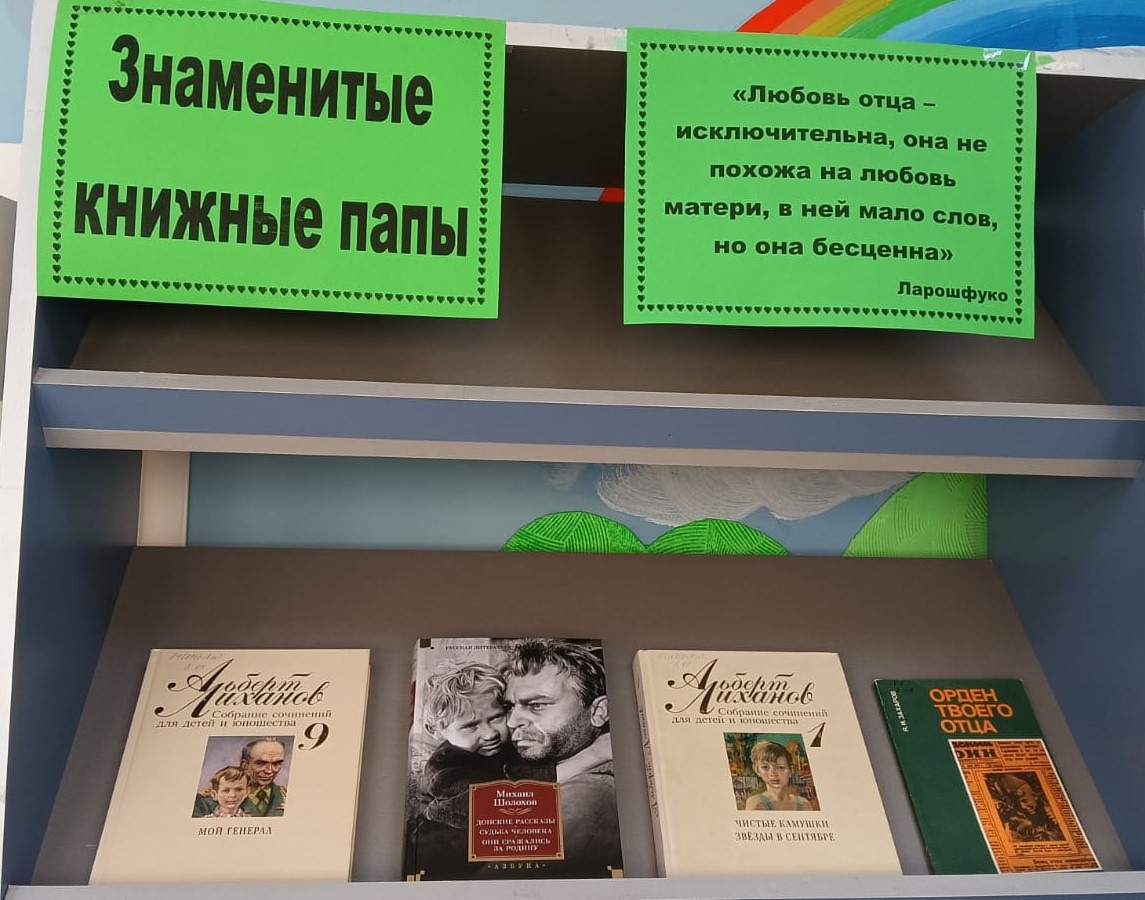 Знаменитые
книжные папы
«Любовь отца –
исключительна, она не
похожа на любовь
матери, в ней мало слов,
но она бесценна»
Ларошфуко
Альберт
Лиханов
Собрание сочинений
для детей и юношества
9
МОЙ ГЕНЕРАЛ
РУССКАЯ ЛИТЕРАТУРА
Михаил
Шолохов
ДОНСКИЕ РАССКАЗЫ
СУДЬБА ЧЕЛОВЕКА
ОНИ СРАЖАЛИСЬ
ЗА РОДИНУ
АЗБУКА
Альберт
Лиханов
Собрание сочинений
для детей и юношества
1
ЧИСТЫЕ КАМУШКИ
ЗВЁЗДЫ В СЕНТЯБРЕ
ЗАХАРОВ
ОРДЕН
ТВОЕГО
ОТЦА